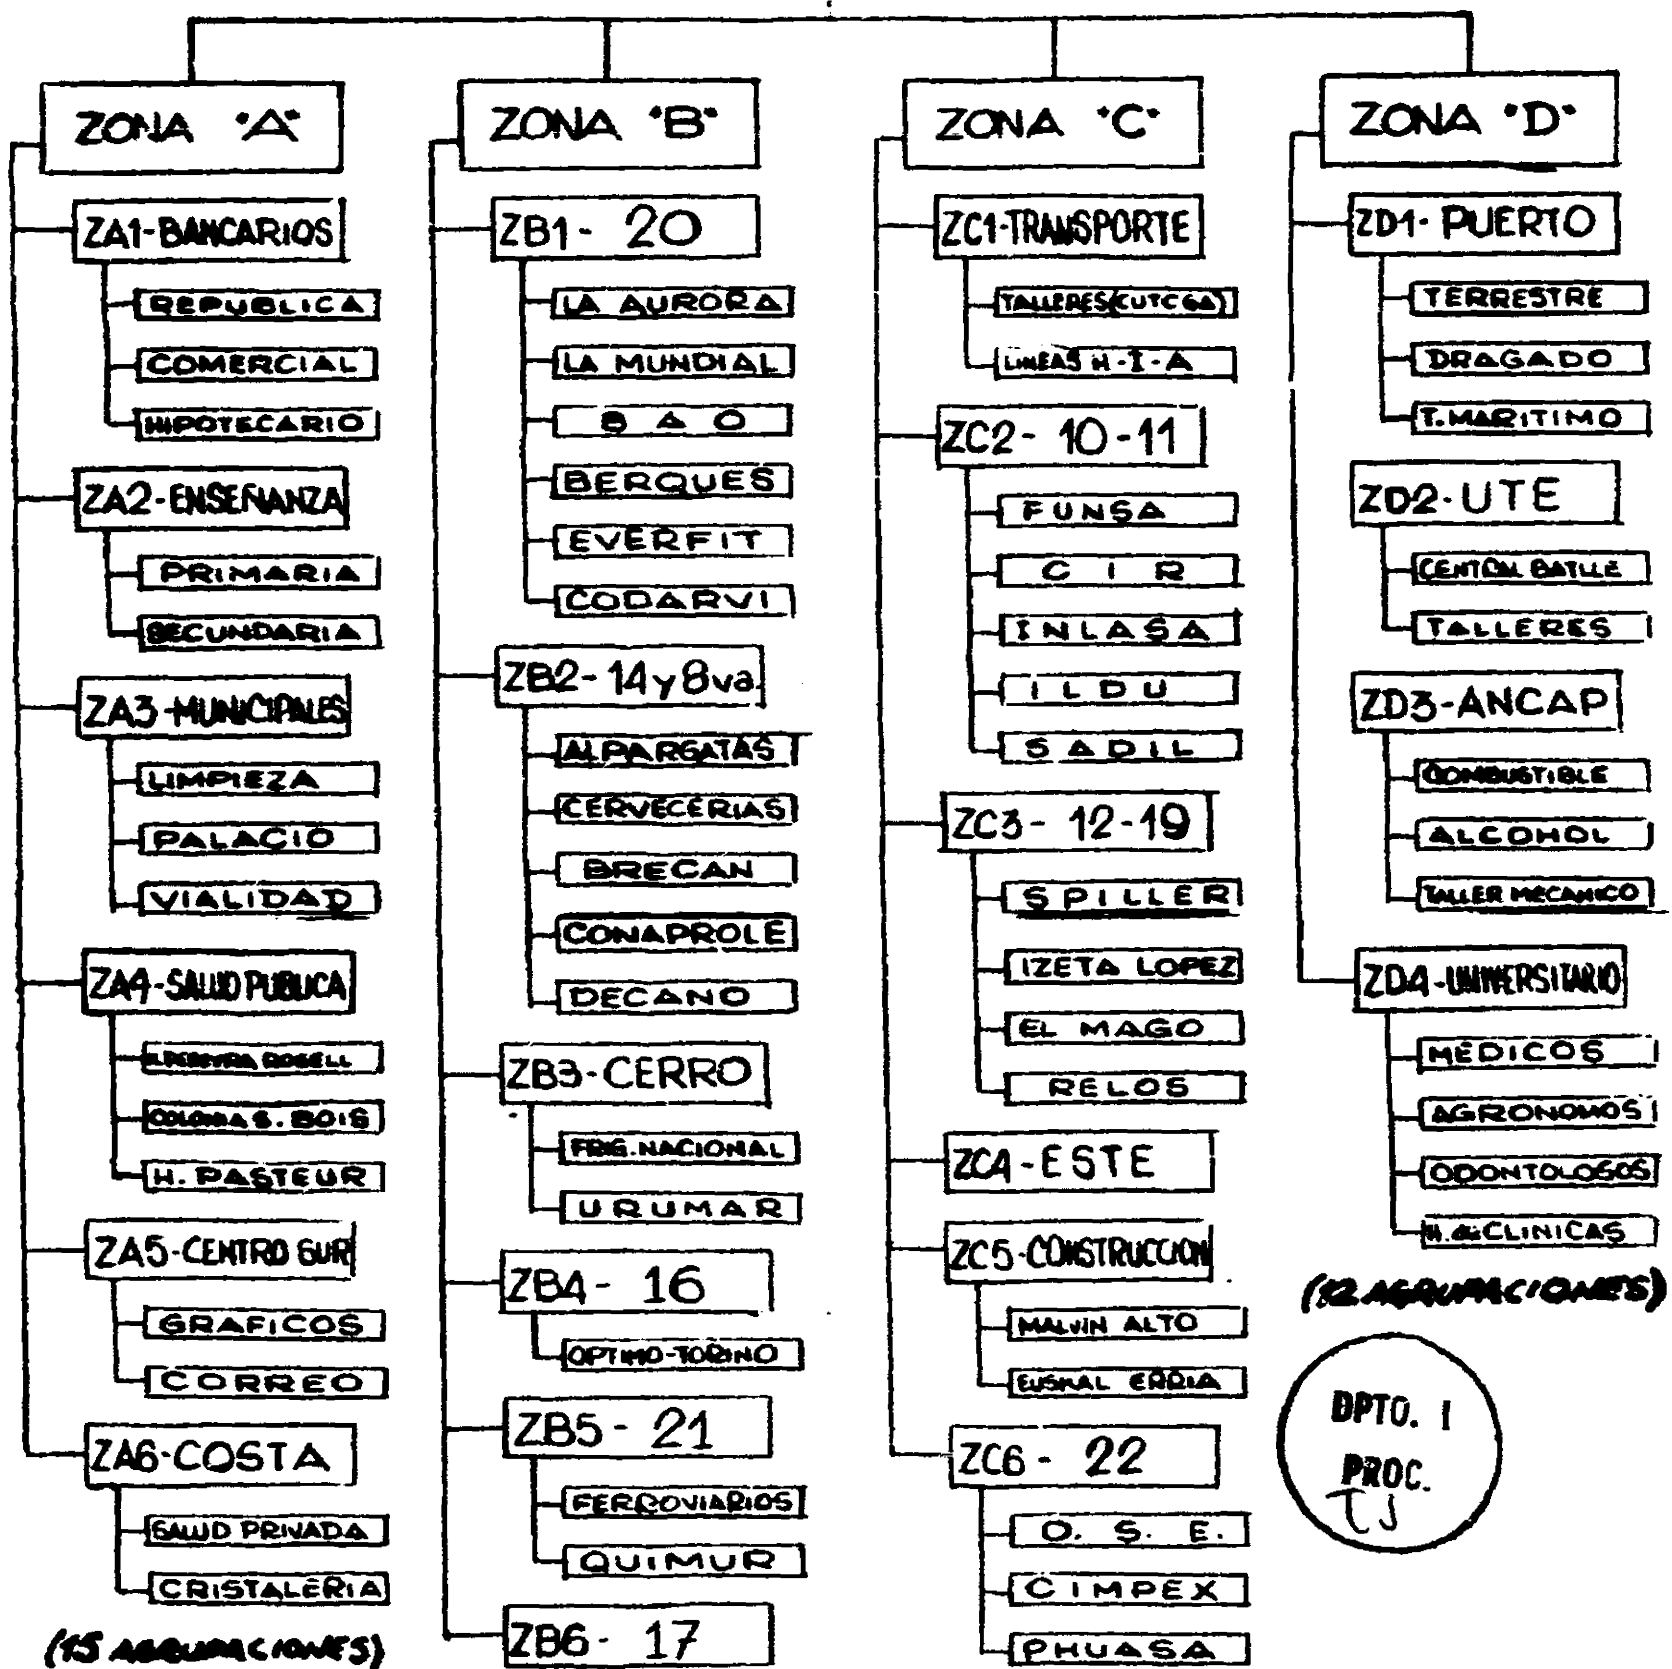 ZONA "A"
ZA1-BANCARIOS
REPUBLICA
COMERCIAL
HIPOTECARIO
ZA2-ENSEÑANZA
PRIMARIA
SECUNDARIA
ZA3-MUNICIPALES
LIMPIEZA
PALACIO
VIALIDAD
ZA4-SALUD PUBLICA
H.PEREYRA ROSELL
COLONIA S. BOIS
H. PASTEUR
ZA5-CENTRO SUR
GRAFICOS
CORREO
ZA6-COSTA
SALUD PRIVADA
CRISTALERIA
(15 AGRUPACIONES)
ZONA "B"
ZB1- 20
LA AURORA
LA MUNDIAL
SAO
BERQUES
EVERFIT
CODARVI
ZB2-14 y 8va.
ALPARGATAS
CERVECERIAS
BRECAN
CONAPROLE
DECANO
ZB3-CERRO
FRIG. NACIONAL
URUMAR
ZB4- 16
OPTIMO-TORINO
ZB5- 21
FERROVIARIOS
QUIMUR
ZB6- 17
ZONA "C"
ZC1-TRANSPORTE
TALLERES(CUTCSA)
LINEAS H-I-A
ZC2- 10-11
FUNSA
CIR
INLASA
ILDU
SADIL
ZC3- 12-19
SPILLER
IZETA LOPEZ
EL MAGO
RELOS
ZC4-ESTE
ZC5-CONSTRUCCION
MALVIN ALTO
EUSKAL ERRIA
ZC6- 22
O. S. E.
CIMPEX
PHUASA
ZONA "D"
ZD1-PUERTO
TERRESTRE
DRAGADO
T. MARITIMO
ZD2-UTE
CENTRAL BATLLE
TALLERES
ZD3-ANCAP
COMBUSTIBLE
ALCOHOL
TALLER MECANICO
ZD4-UNIVERSITARIO
MEDICOS
AGRONOMOS
ODONTOLOGOS
H. de CLINICAS
(12 AGRUPACIONES)
DPTO. I
PROC.